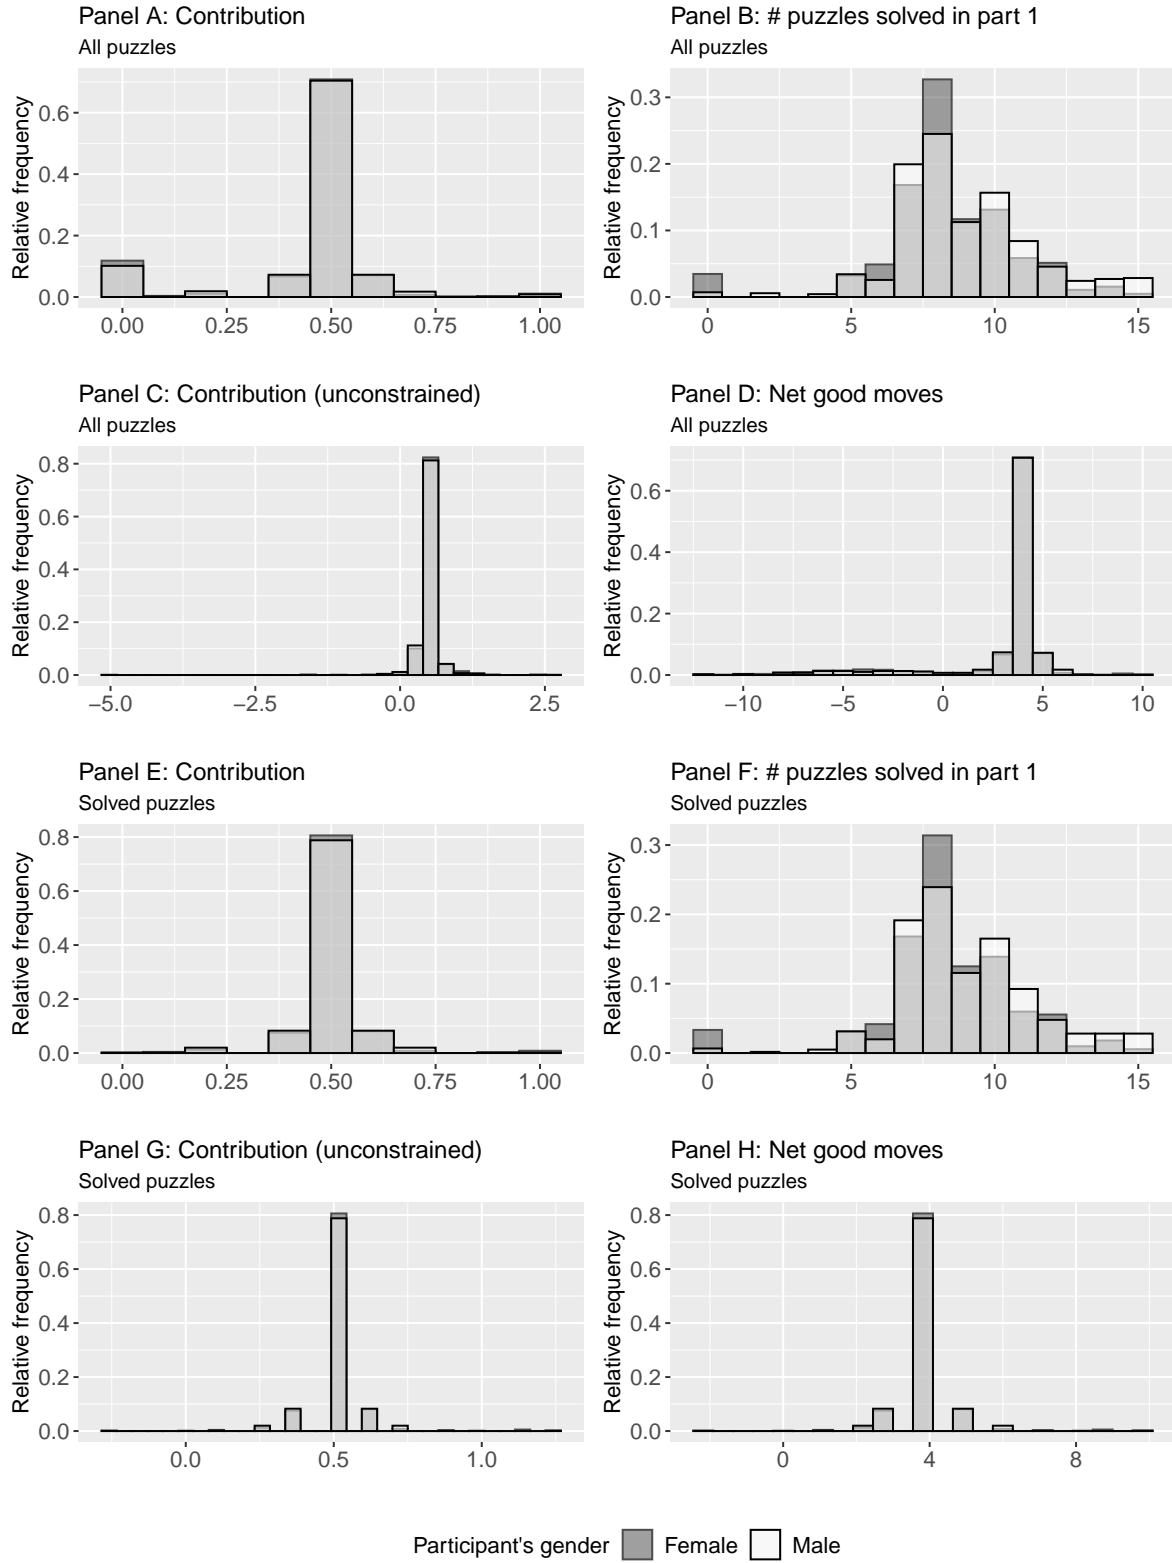 Panel A: Contribution
All puzzles
Relative frequency
0.6
0.4
0.2
0.0
0.00 0.25 0.50 0.75 1.00
Panel B: # puzzles solved in part 1
All puzzles
Relative frequency
0.3
0.2
0.1
0.0
0 5 10 15
Panel C: Contribution (unconstrained)
All puzzles
Relative frequency
0.8
0.6
0.4
0.2
0.0
−5.0 −2.5 0.0 2.5
Panel D: Net good moves
All puzzles
Relative frequency
0.6
0.4
0.2
0.0
−10 −5 0 5 10
Panel E: Contribution
Solved puzzles
Relative frequency
0.8
0.6
0.4
0.2
0.0
0.00 0.25 0.50 0.75 1.00
Panel F: # puzzles solved in part 1
Solved puzzles
Relative frequency
0.3
0.2
0.1
0.0
0 5 10 15
Panel G: Contribution (unconstrained)
Solved puzzles
Relative frequency
0.8
0.6
0.4
0.2
0.0
0.0 0.5 1.0
Panel H: Net good moves
Solved puzzles
Relative frequency
0.8
0.6
0.4
0.2
0.0
0 4 8
Participant's gender Female Male